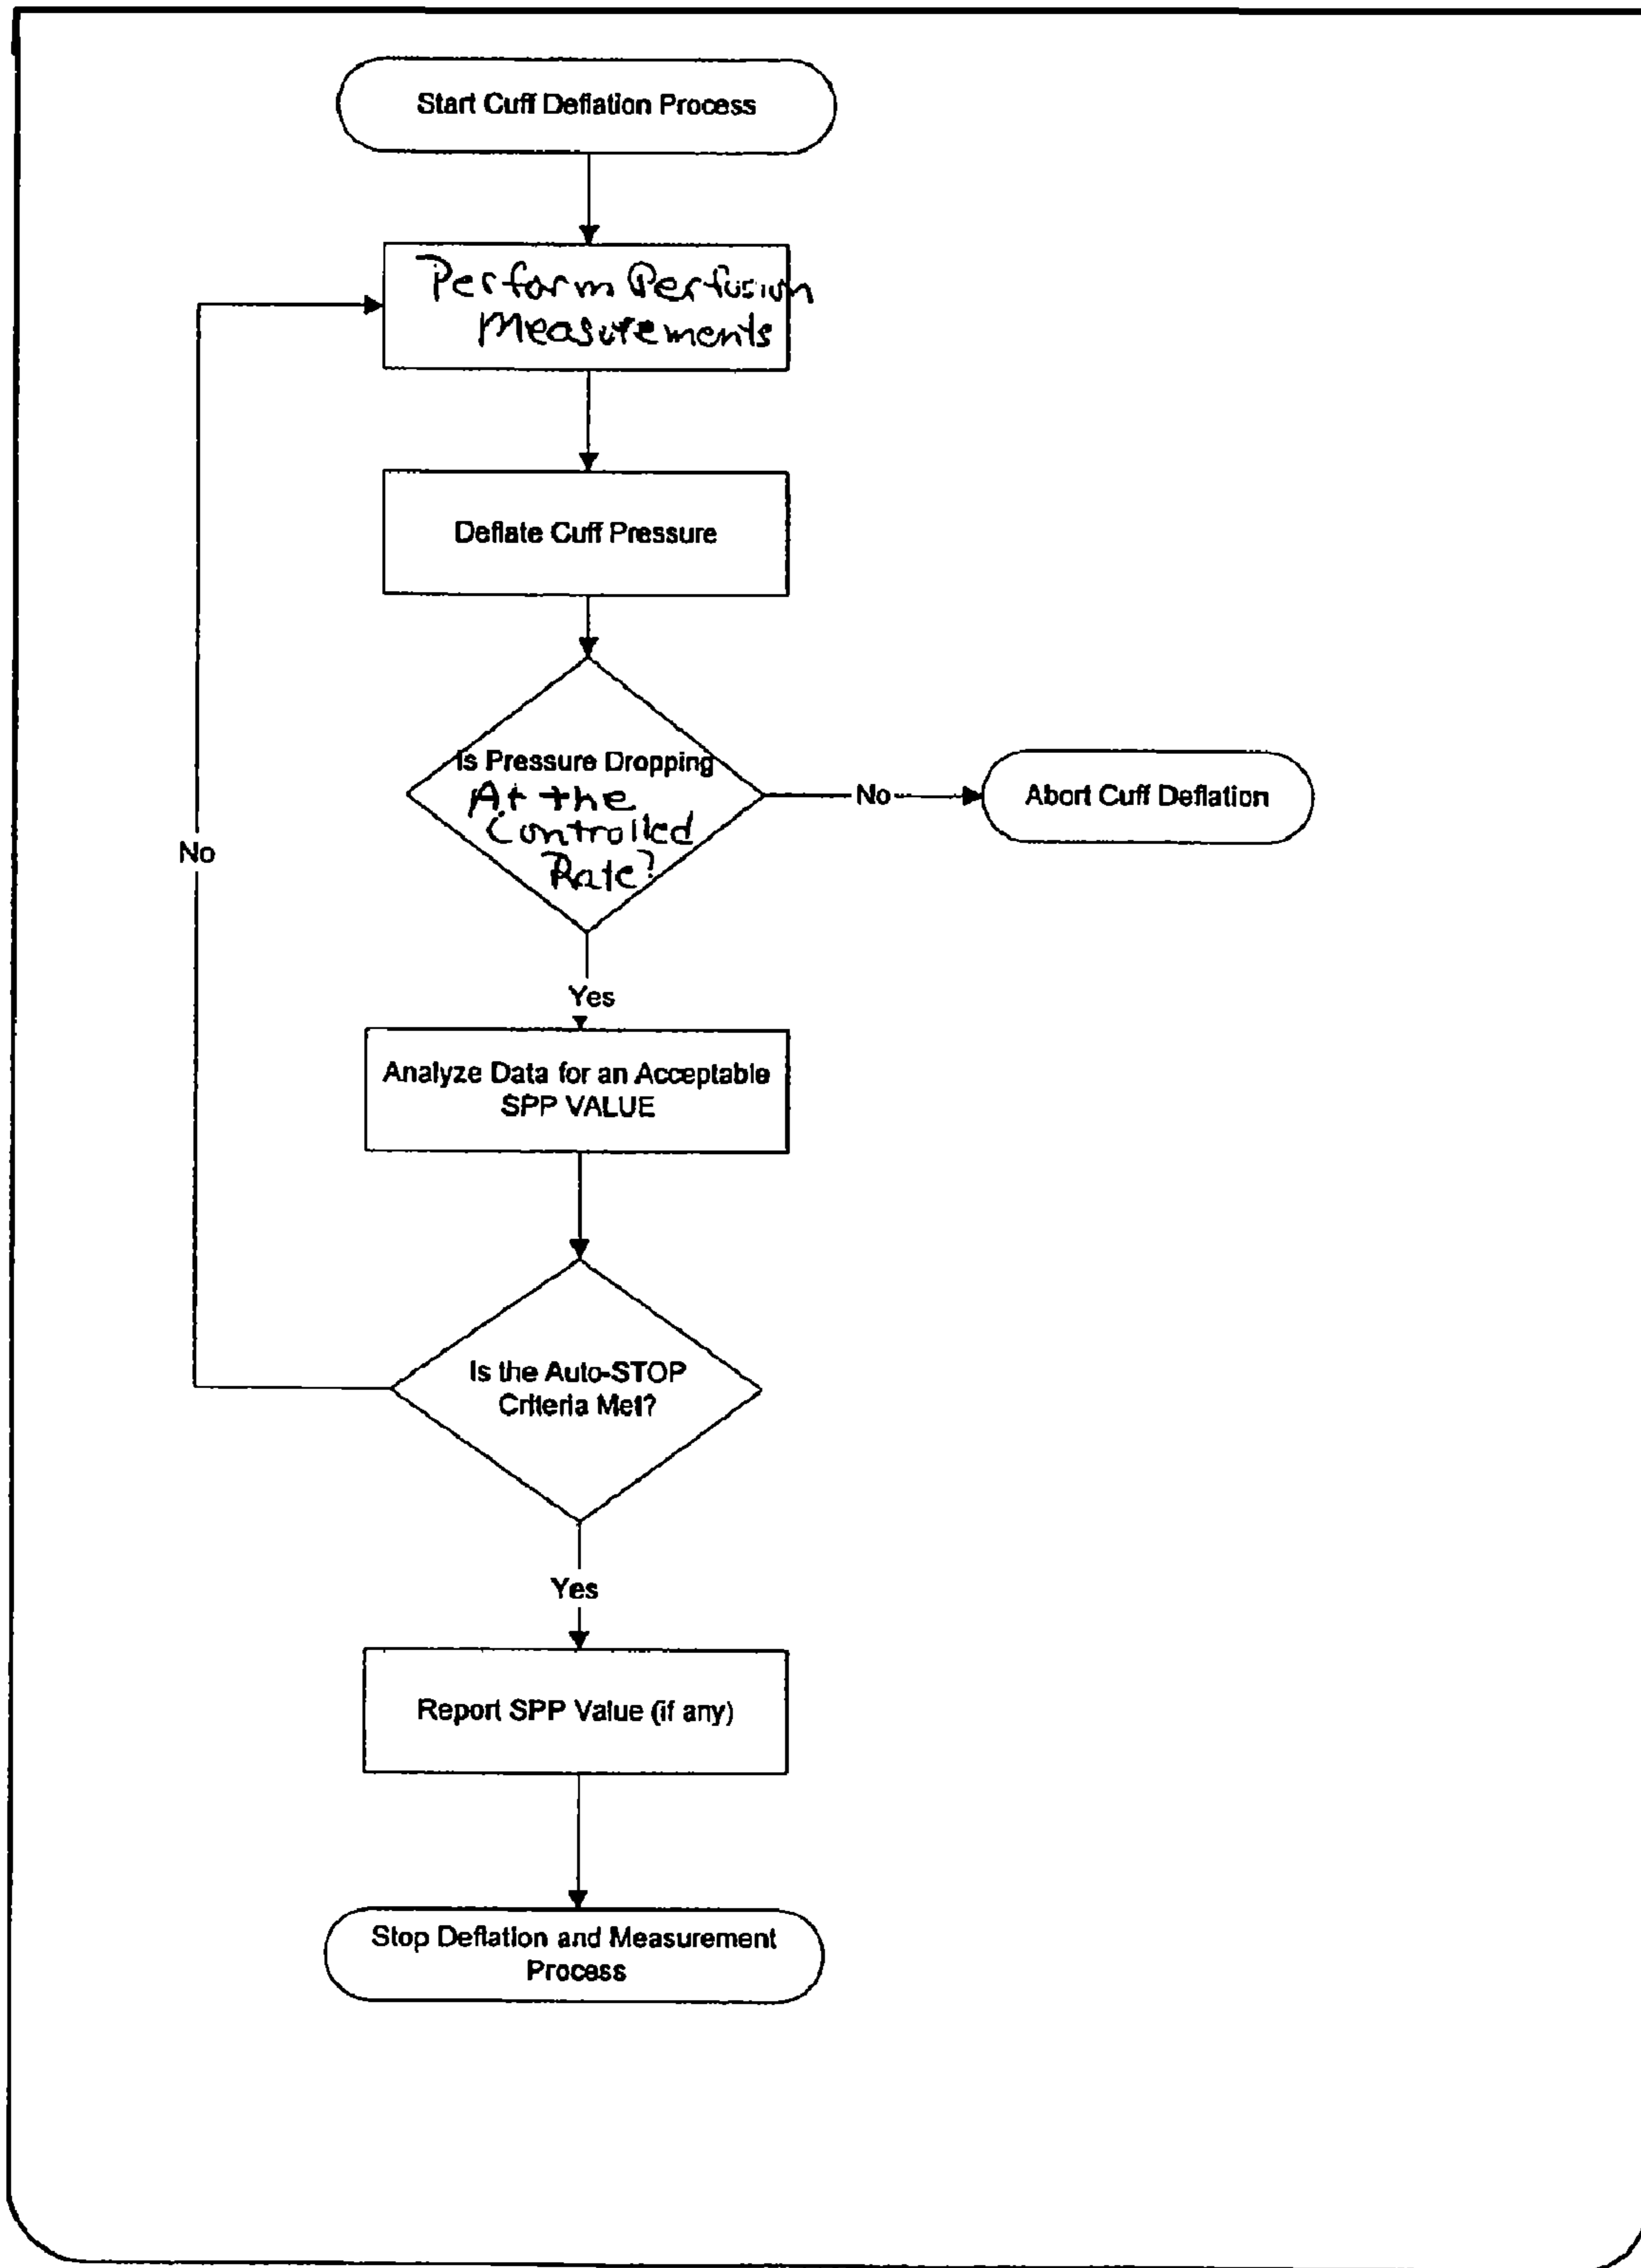 Start Cuff Deflation Process
Perform Perfusion
Measurements
Deflate Cuff Pressure
Is Pressure Dropping
At the
Controlled
Rate?
No
Abort Cuff Deflation
No
Yes
Analyze Data for an Acceptable
SPP VALUE
Is the Auto-STOP
Criteria Met?
Yes
Report SPP Value (if any)
Stop Deflation and Measurement
Process